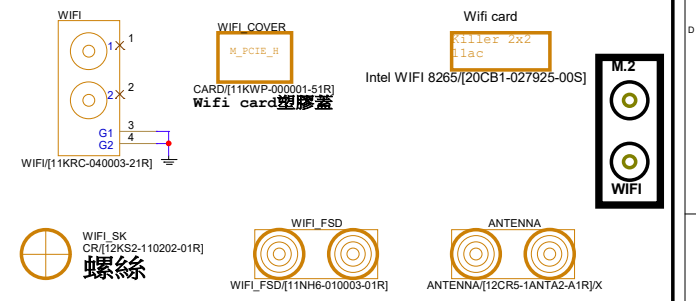 WIFI
1
1
2
2
G1
3
G2
4
WIFI/[11KRC-040003-21R]
WIFI_COVER
M_PCIE_H
CARD/[11KWP-000001-51R]
Wifi card塑膠蓋
Wifi card
Killer 2x2
11ac
Intel WIFI 8265/[20CB1-027925-00S]
M.2
WIFI
D
WIFI_SK
CR/[12KS2-110202-01R]
螺絲
WIFI_FSD
WIFI_FSD/[11NH6-010003-01R]
ANTENNA
ANTENNA/[12CR5-1ANTA2-A1R]/X